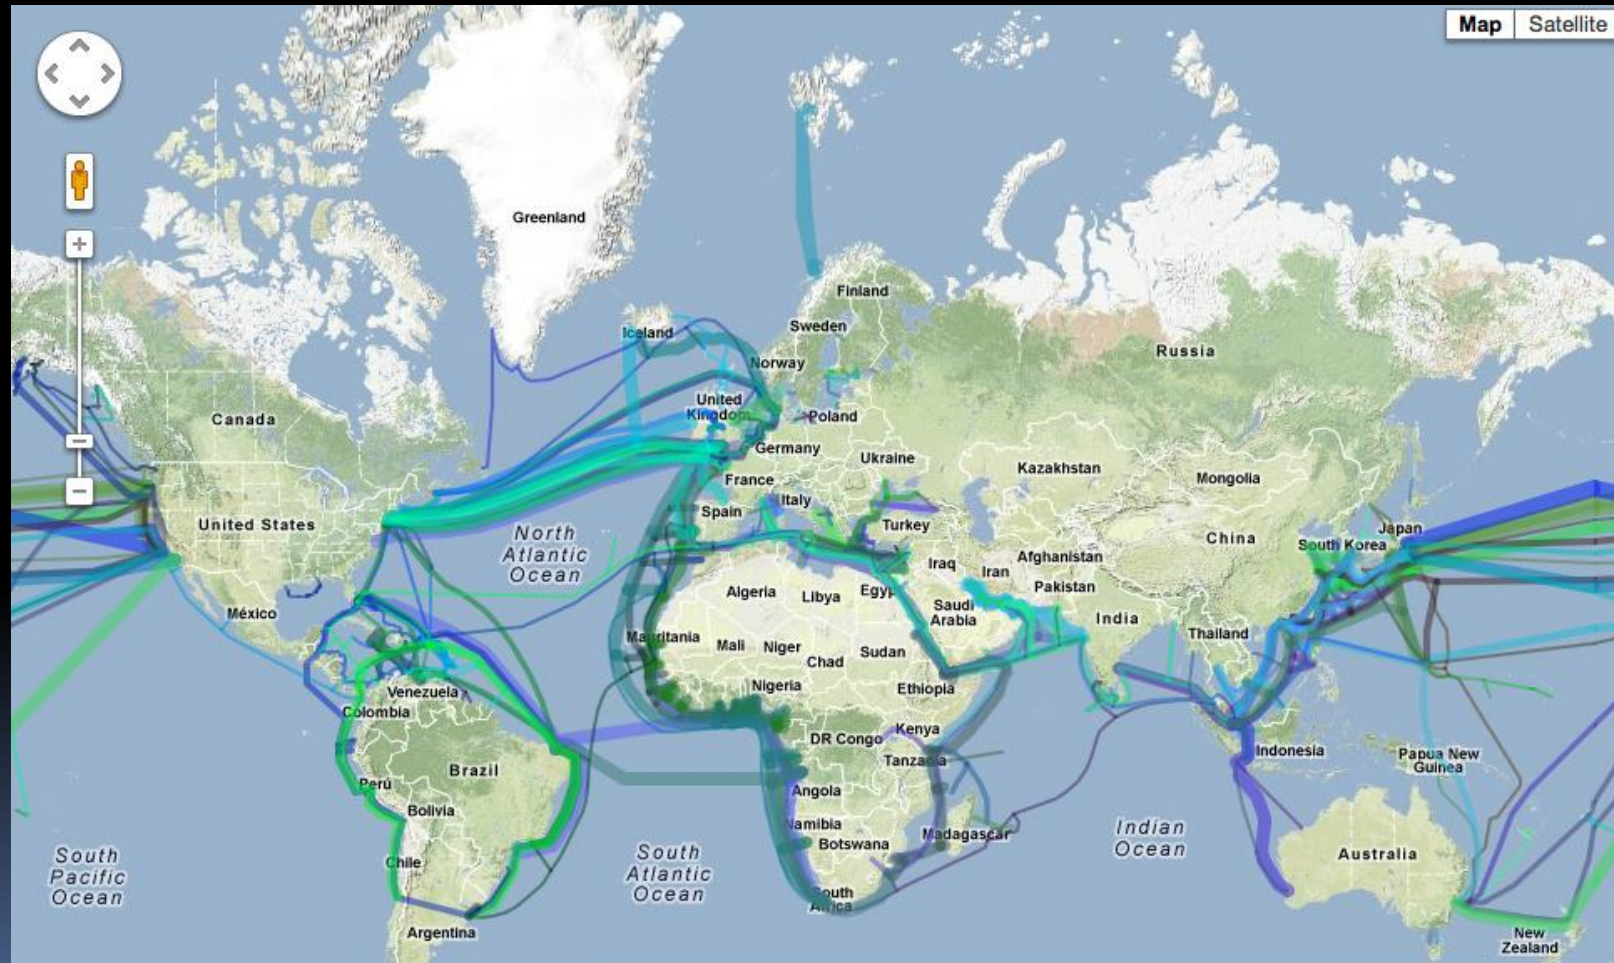 Map
Satellite
Greenland
Finland
Iceland
Sweden
Russia
Norway
Canada
United
Kingdom
Poland
Germany
Ukraine
Kazakhstan
Mongolia
France
Italy
Spain
United States
Turkey
Japan
China
South Korea
North
Atlantic
Ocean
Iraq
Iran
Afghanistan
Pakistan
Algeria
Libya
Egyp
México
Saudi
Arabia
India
Thailand
Mauritania
Mali
Niger
Chad
Sudan
Nigeria
Ethiopia
Venezuela
Colombia
Kenya
DR Congo
Tanzania
Indonesia
Papua New
Guinea
Brazil
Perú
Angola
Bolivia
Namibia
Botswana
Madagascar
Indian
Ocean
South
Pacific
Ocean
Chile
South
Atlantic
Ocean
Australia
South
Africa
Argentina
New
Zealand